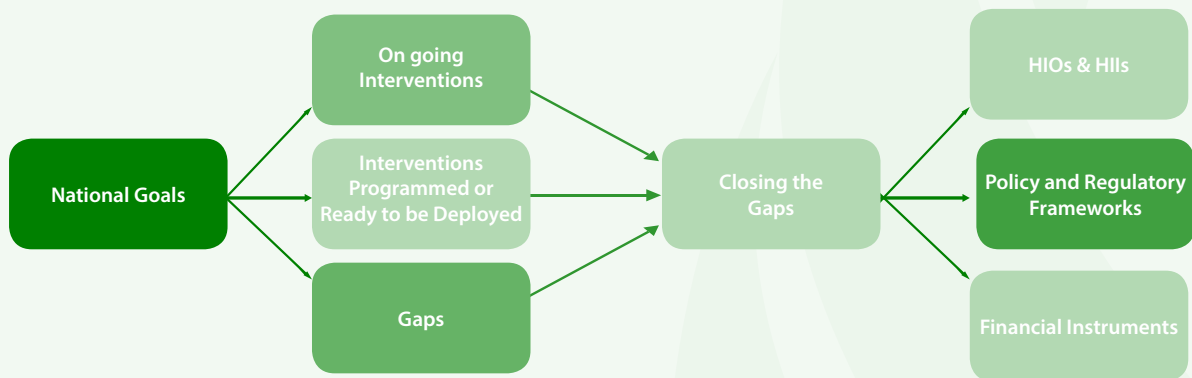 National Goals
On going
Interventions
Interventions
Programmed or
Ready to be Deployed
Gaps
Closing the
Gaps
HIOs & HIIs
Policy and Regulatory
Frameworks
Financial Instruments